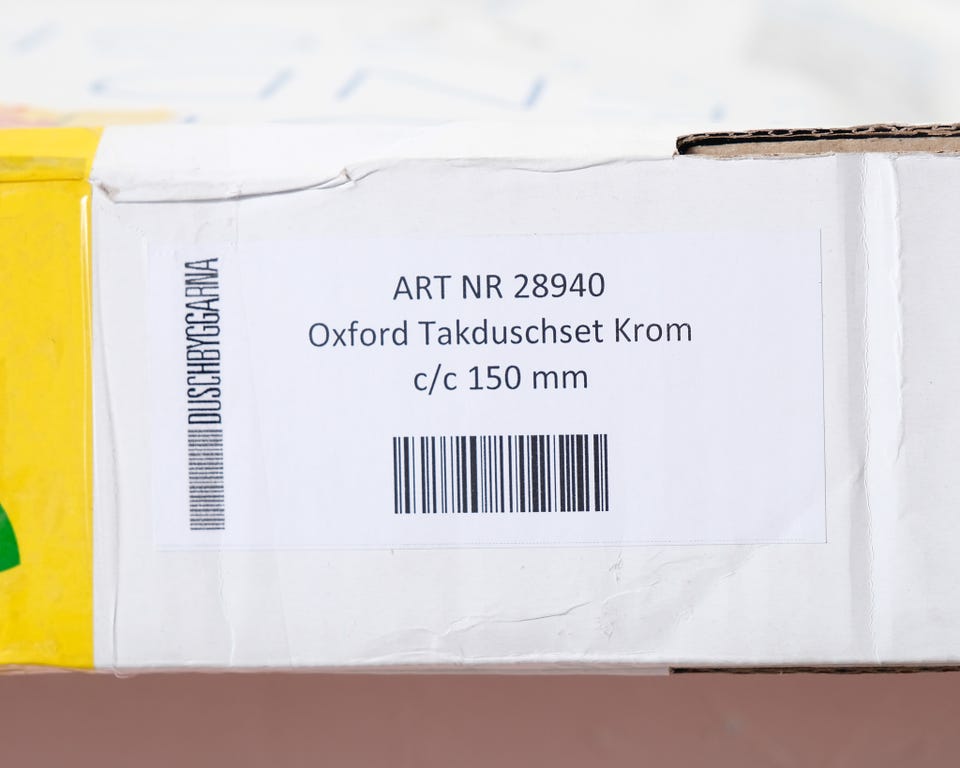 DUSCHBYGGARNA
ART NR 28940
Oxford Takduschset Krom
c/c 150 mm